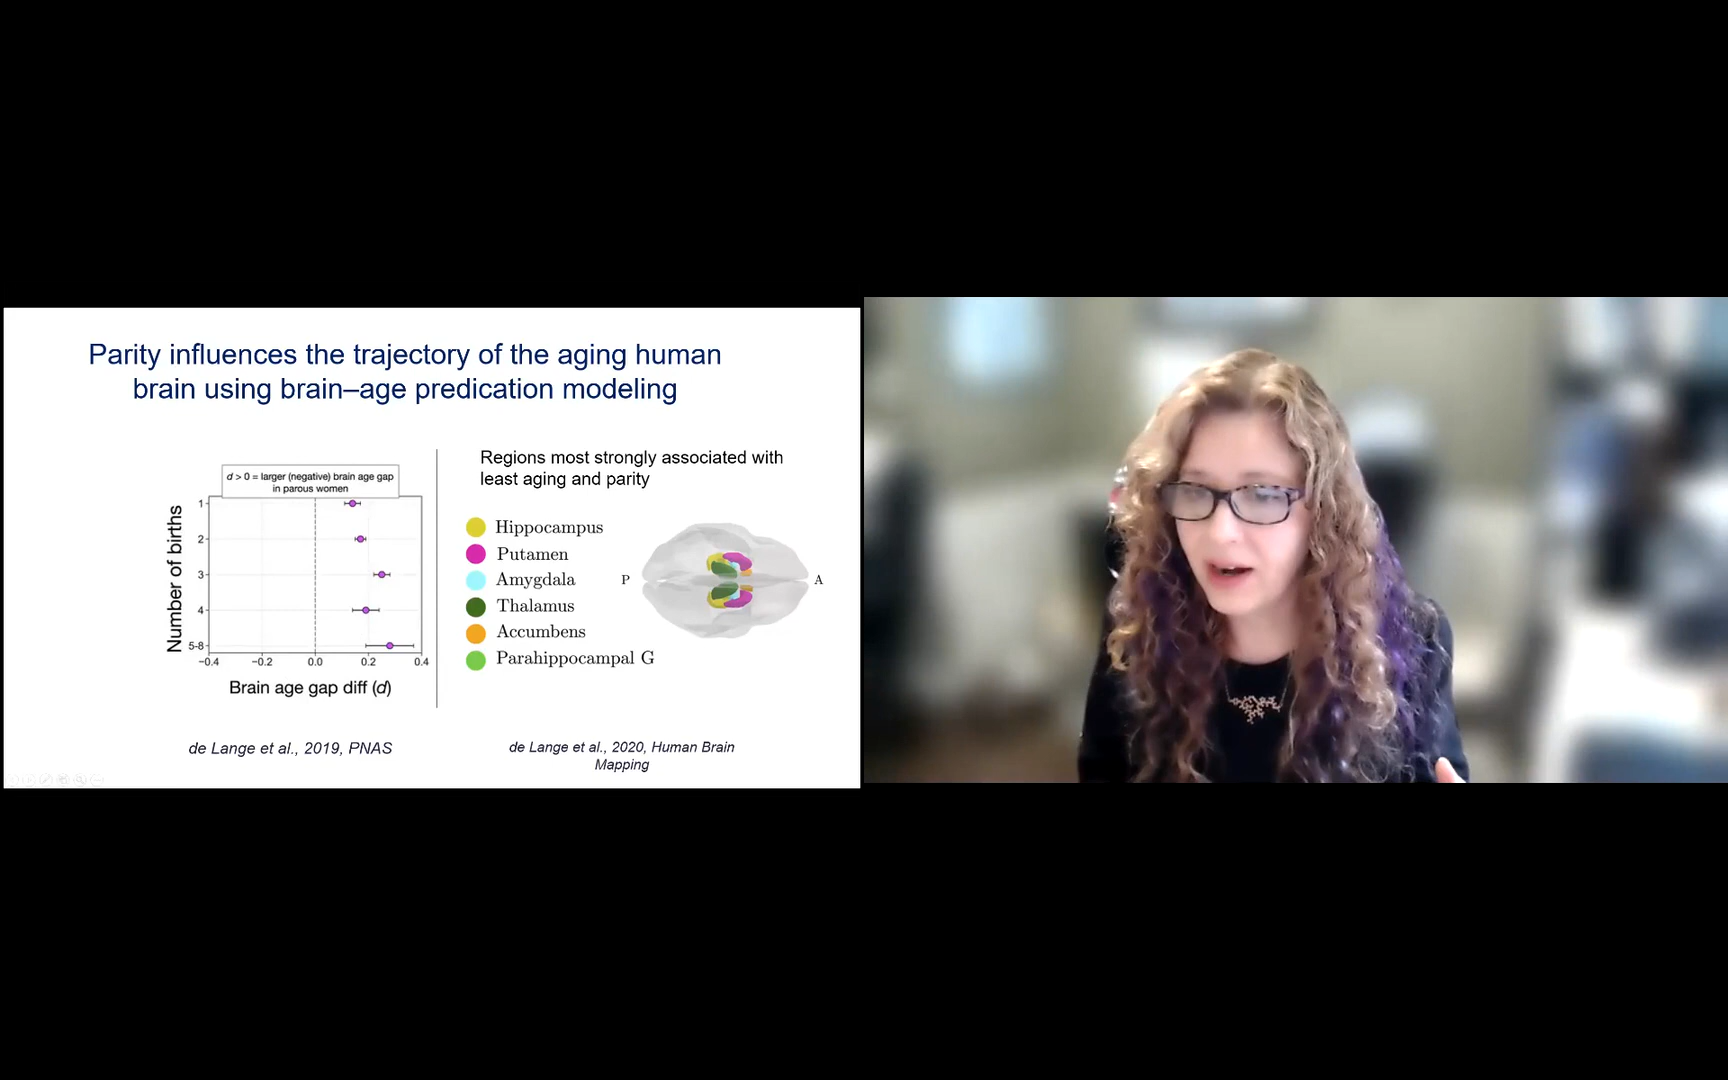 Parity influences the trajectory of the aging human
brain using brain–age predication modeling
d > 0 = larger (negative) brain age gap
in parous women
Number of births
1
2
3
4
5-8
−0.4
−0.2
0.0
0.2
0.4
Brain age gap diff (d)
de Lange et al., 2019, PNAS
Regions most strongly associated with
least aging and parity
Hippocampus
Putamen
Amygdala
Thalamus
Accumbens
Parahippocampal G
P
A
de Lange et al., 2020, Human Brain
Mapping